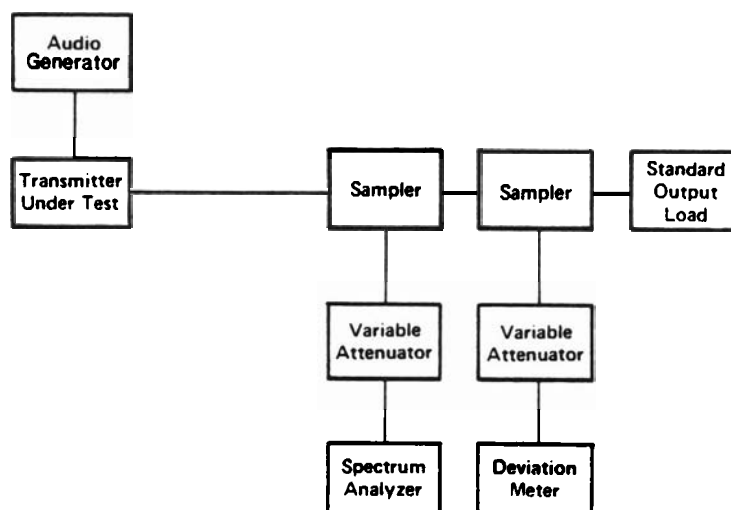 Audio
Generator
Transmitter
Under Test
Sampler
Sampler
Standard
Output
Load
Variable
Attenuator
Variable
Attenuator
Spectrum
Analyzer
Deviation
Meter